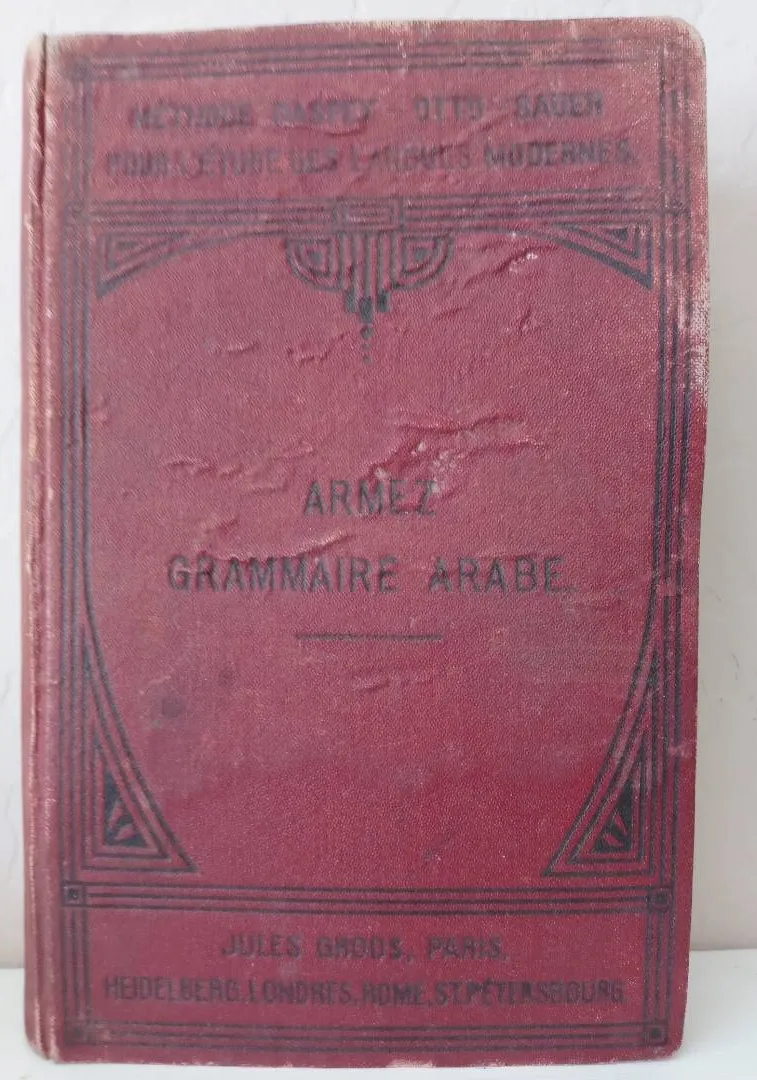 MÉTHODE GASPEY - OTTO - SAUER
POUR L'ÉTUDE DES LANGUES MODERNES.
ARMEZ
GRAMMAIRE ARABE.
JULES GROOS, PARIS,
HEIDELBERG, LONDRES, ROME, ST. PÉTERSBOURG